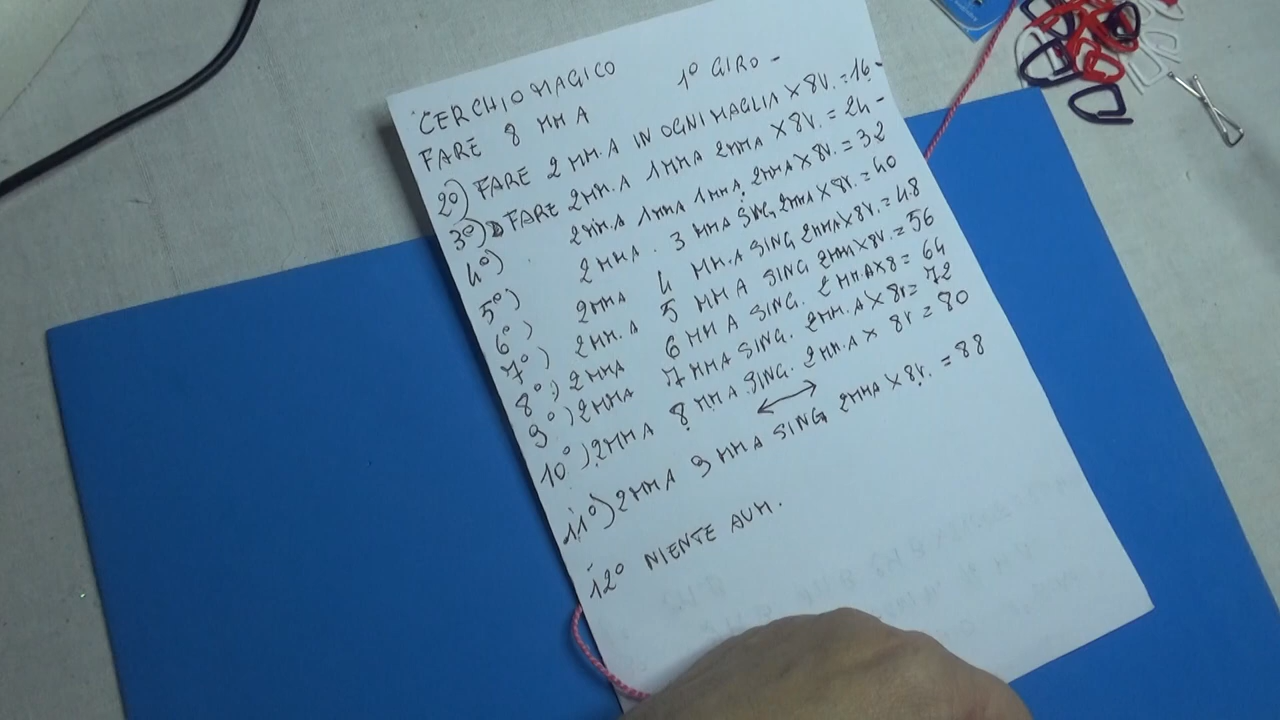 CERCHIO MAGICO 1° GIRO -
FARE 8 MMA
2°) FARE 2 MM.A IN OGNI MAGLIA X 8V. = 16 -
3°) FARE 2MM.A 1MMA 2MMA X 8V. = 24 -
4°) 2MM.A 1MMA 1MMA. 2MMA X 8V. = 32
5°) 2MMA. 3 MMA SING 2MMA X 8V. = 40
6°) 2MMA 4 MM.A SING 2MMA X 8V. = 48
7°) 2MM.A 5 MMA SING 2MMA X 8V. = 56
8°) 2MMA 6 MMA SING. 2MMA X 8 = 64
9°) 2MMA 7 MMA SING. 2MM.A X 8V = 72
10°) 2MMA 8 MMA SING. 2MM.A X 8V = 80
11°) 2MMA 9 MMA SING 2MMA X 8V. = 88
12° NIENTE AUM.